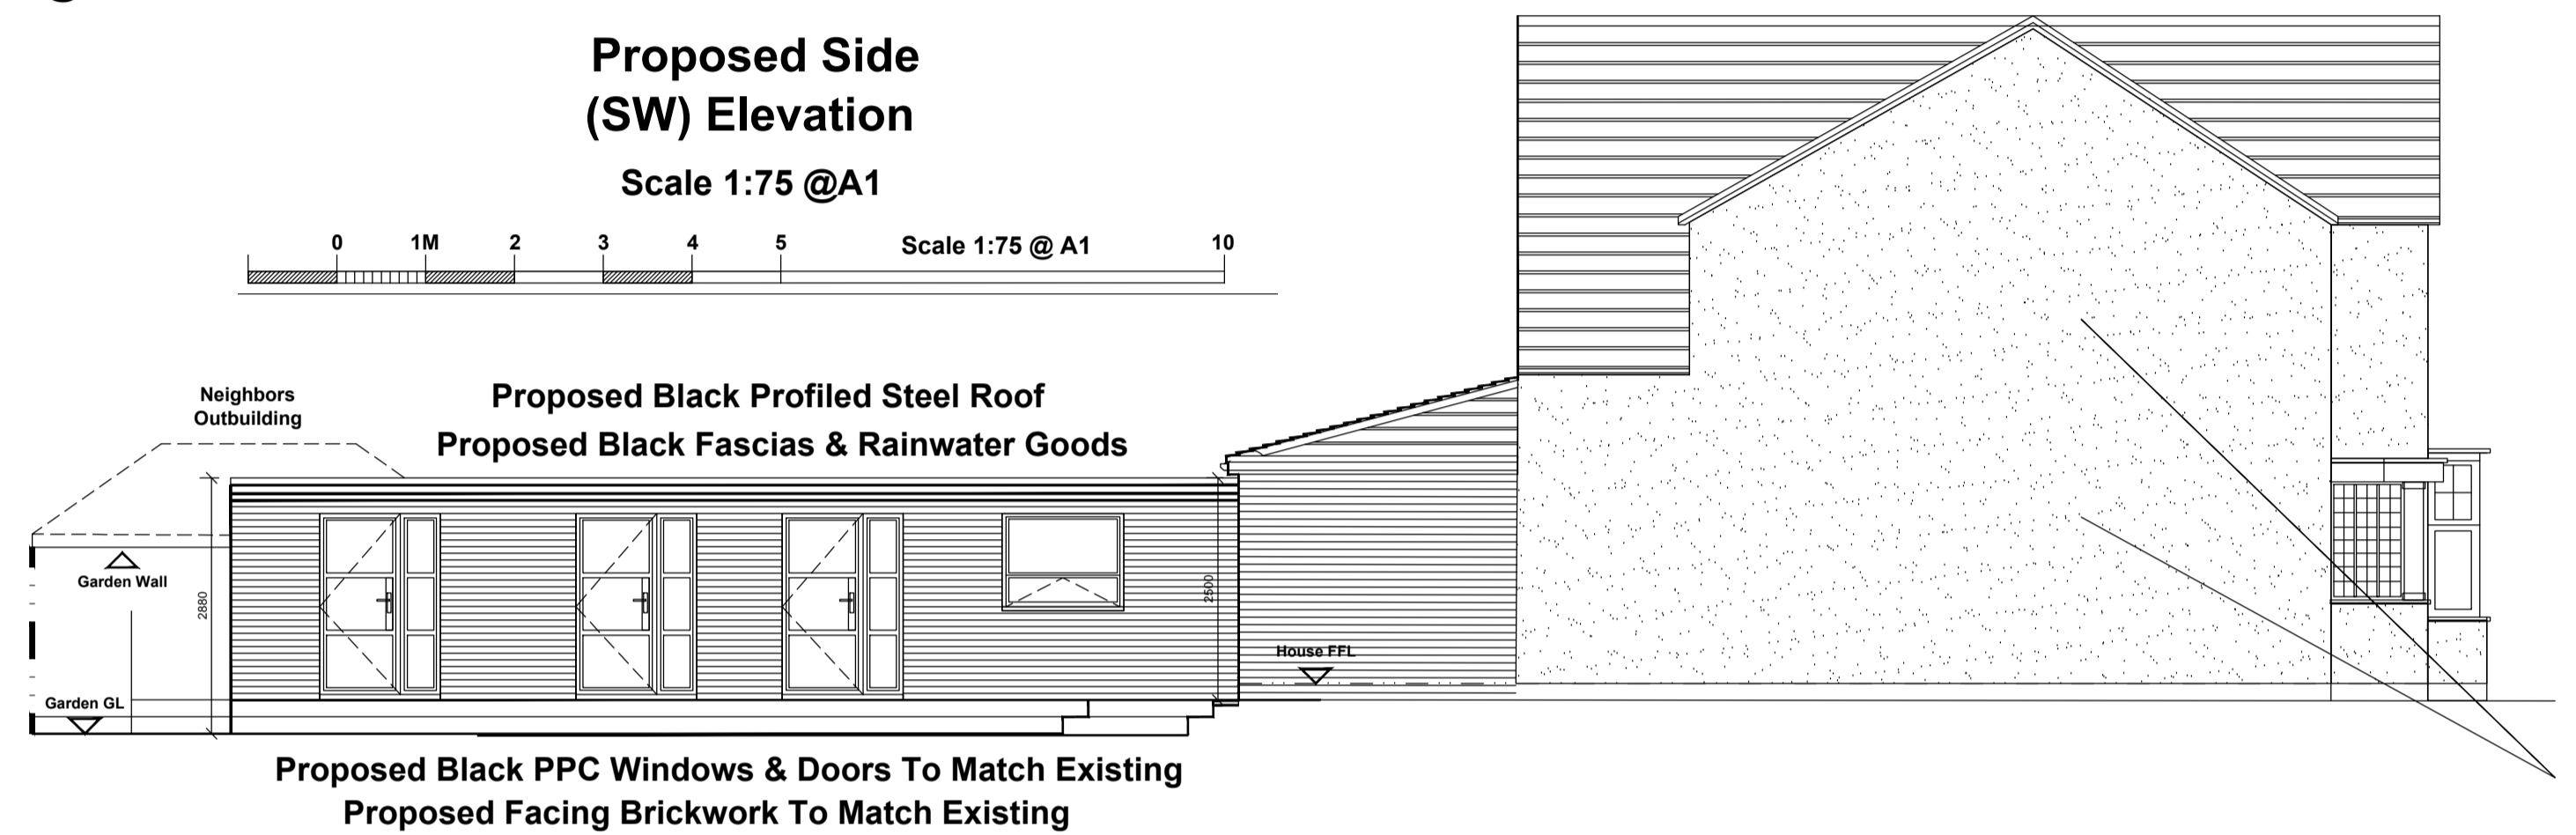 Proposed Side
(SW) Elevation
Scale 1:75 @A1
0 1M 2 3 4 5 Scale 1:75 @ A1 10
Neighbors
Outbuilding
Proposed Black Profiled Steel Roof
Proposed Black Fascias & Rainwater Goods
Garden Wall
2880
2500
House FFL
Garden GL
Proposed Black PPC Windows & Doors To Match Existing
Proposed Facing Brickwork To Match Existing